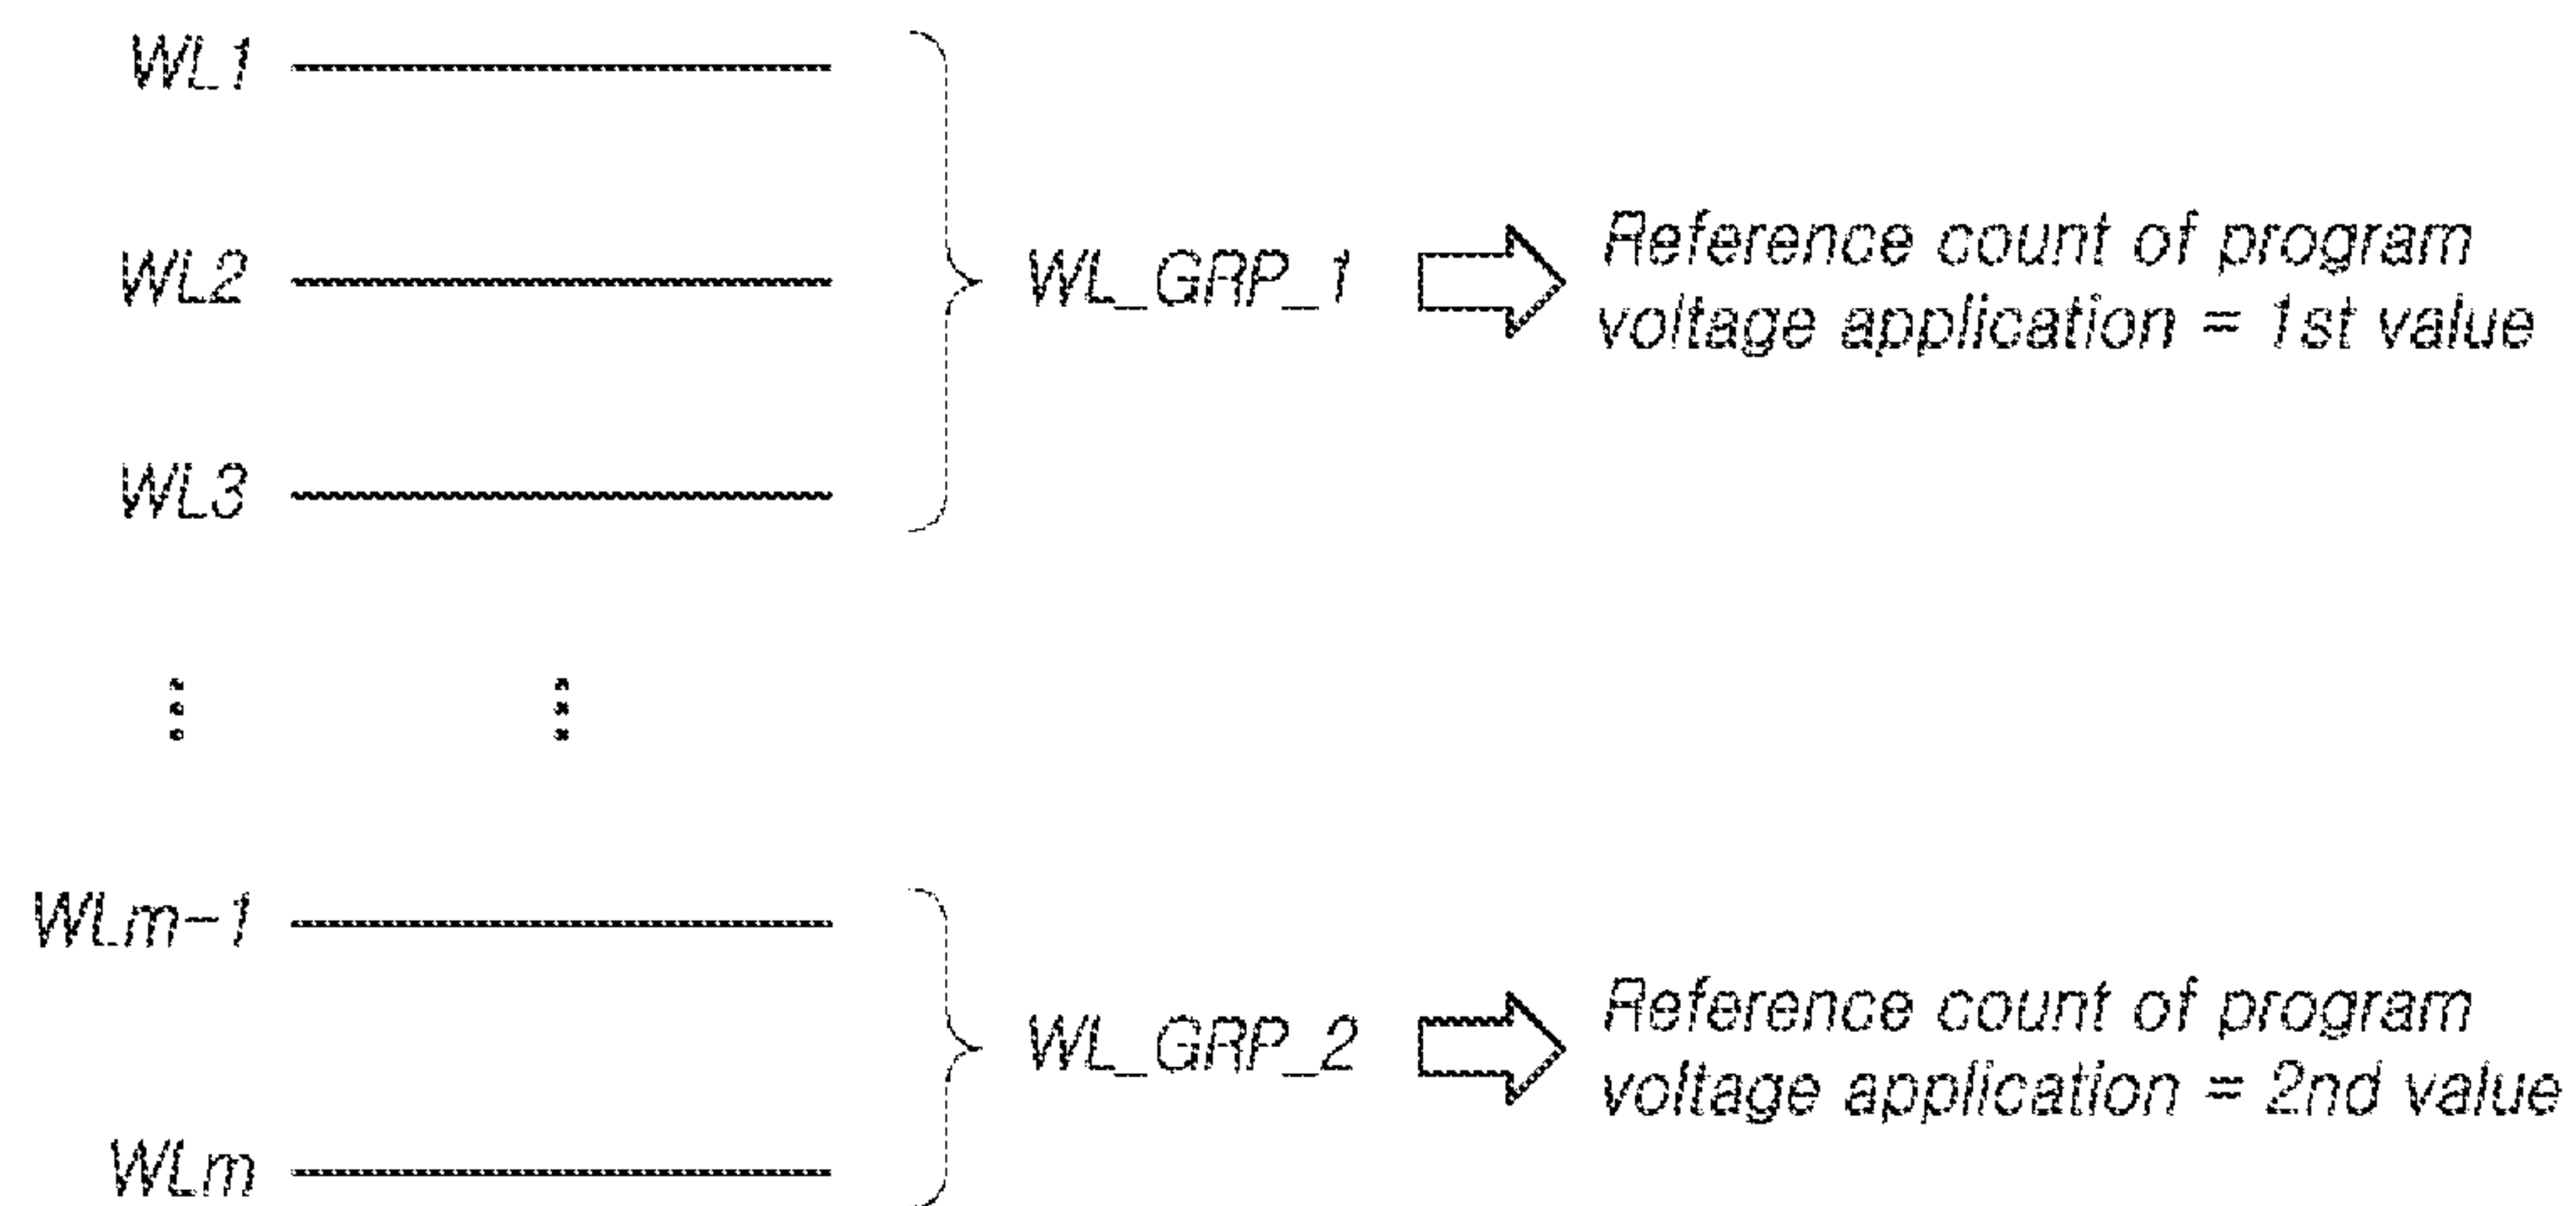 WL1
WL2
WL3
WL_GRP_1
Reference count of program
voltage application = 1st value
WLm-1
WLm
WL_GRP_2
Reference count of program
voltage application = 2nd value